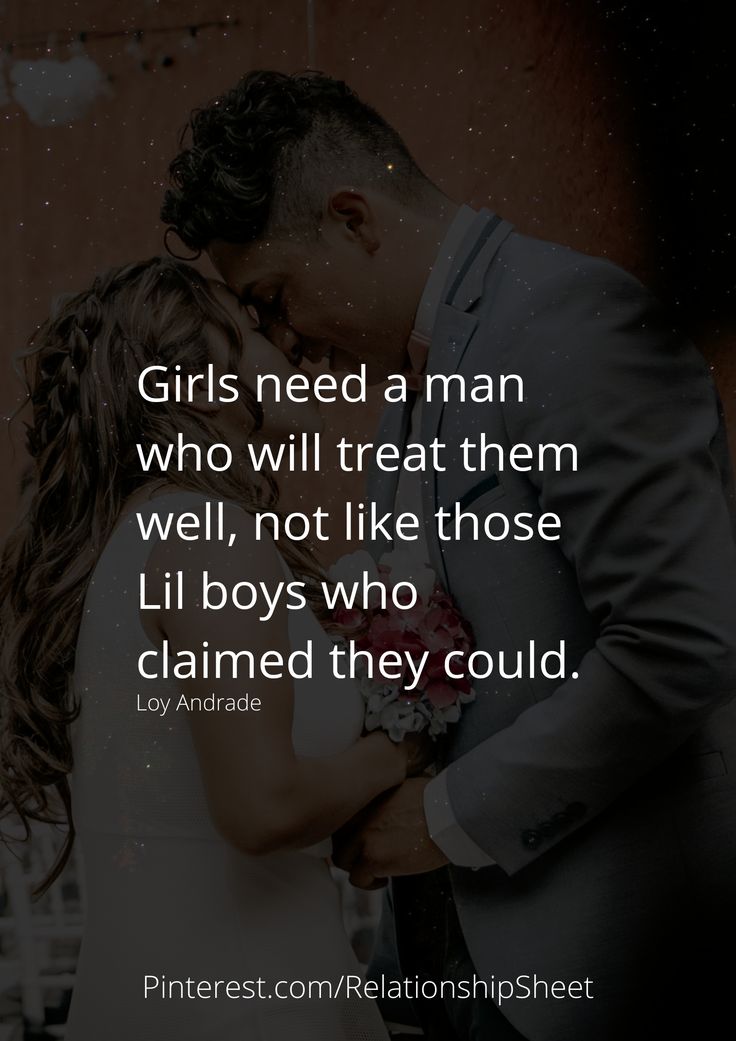 Girls need a man
who will treat them
well, not like those
Lil boys who
claimed they could.
Loy Andrade
Pinterest.com/RelationshipSheet